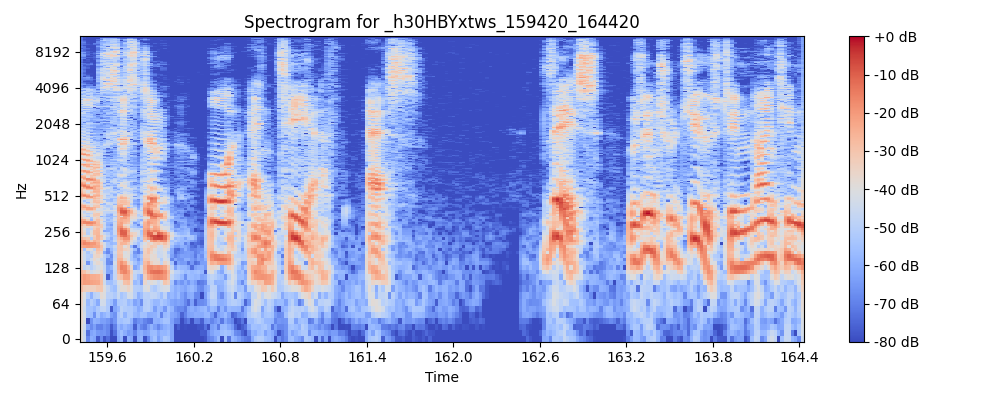 Spectrogram for _h30HBYxtws_159420_164420
8192
4096
2048
1024
512
256
128
64
0
Hz
159.6 160.2 160.8 161.4 162.0 162.6 163.2 163.8 164.4
Time
+0 dB
-10 dB
-20 dB
-30 dB
-40 dB
-50 dB
-60 dB
-70 dB
-80 dB